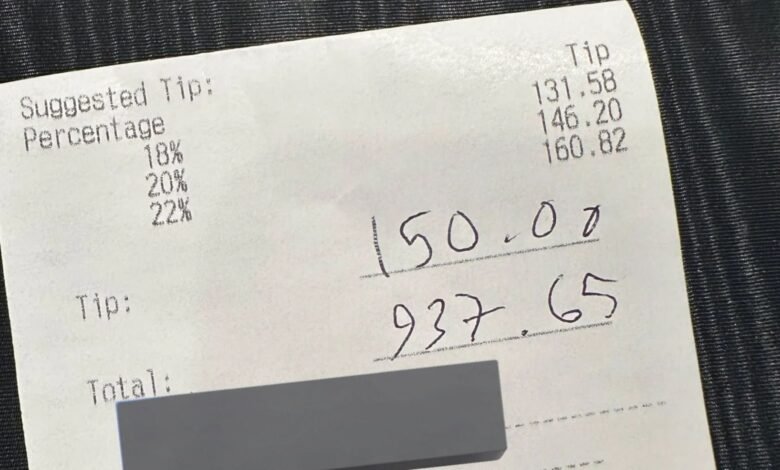 Tip
Suggested Tip: 131.58
Percentage 146.20
18% 160.82
20%
22%
150.00
Tip:
937.65
Total: